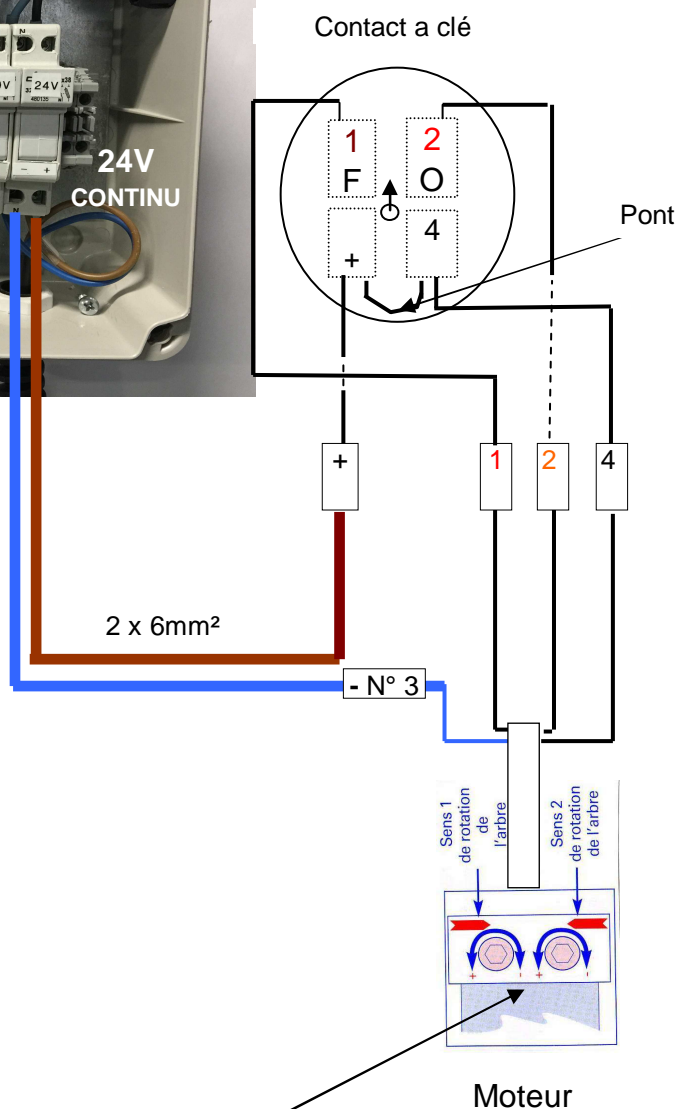 Contact a clé
24V
1
2
F
O
24V
CONTINU
N
- +
Pont
+
4
+
1
2
4
2 x 6mm²
- N° 3
Sens 1
de rotation
de
l'arbre
Sens 2
de rotation
de l'arbre
+ - + -
Moteur